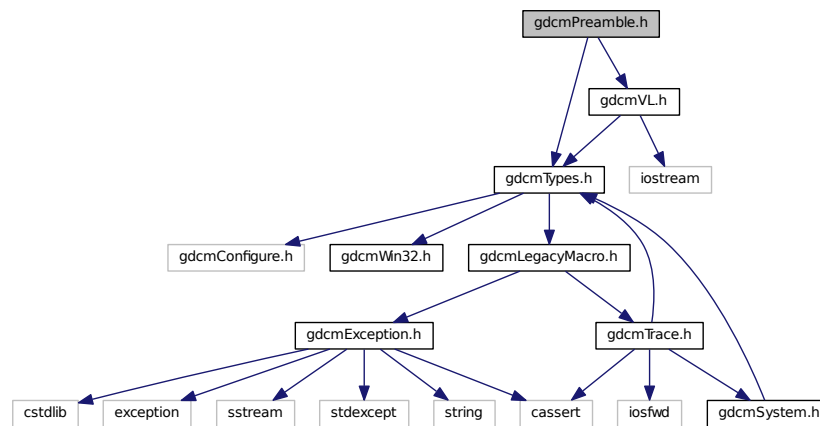 gdcmPreamble.h
gdcmVL.h
gdcmTypes.h
iostream
gdcmConfigure.h
gdcmWin32.h
gdcmLegacyMacro.h
gdcmException.h
gdcmTrace.h
cstdlib
exception
sstream
stdexcept
string
cassert
iosfwd
gdcmSystem.h